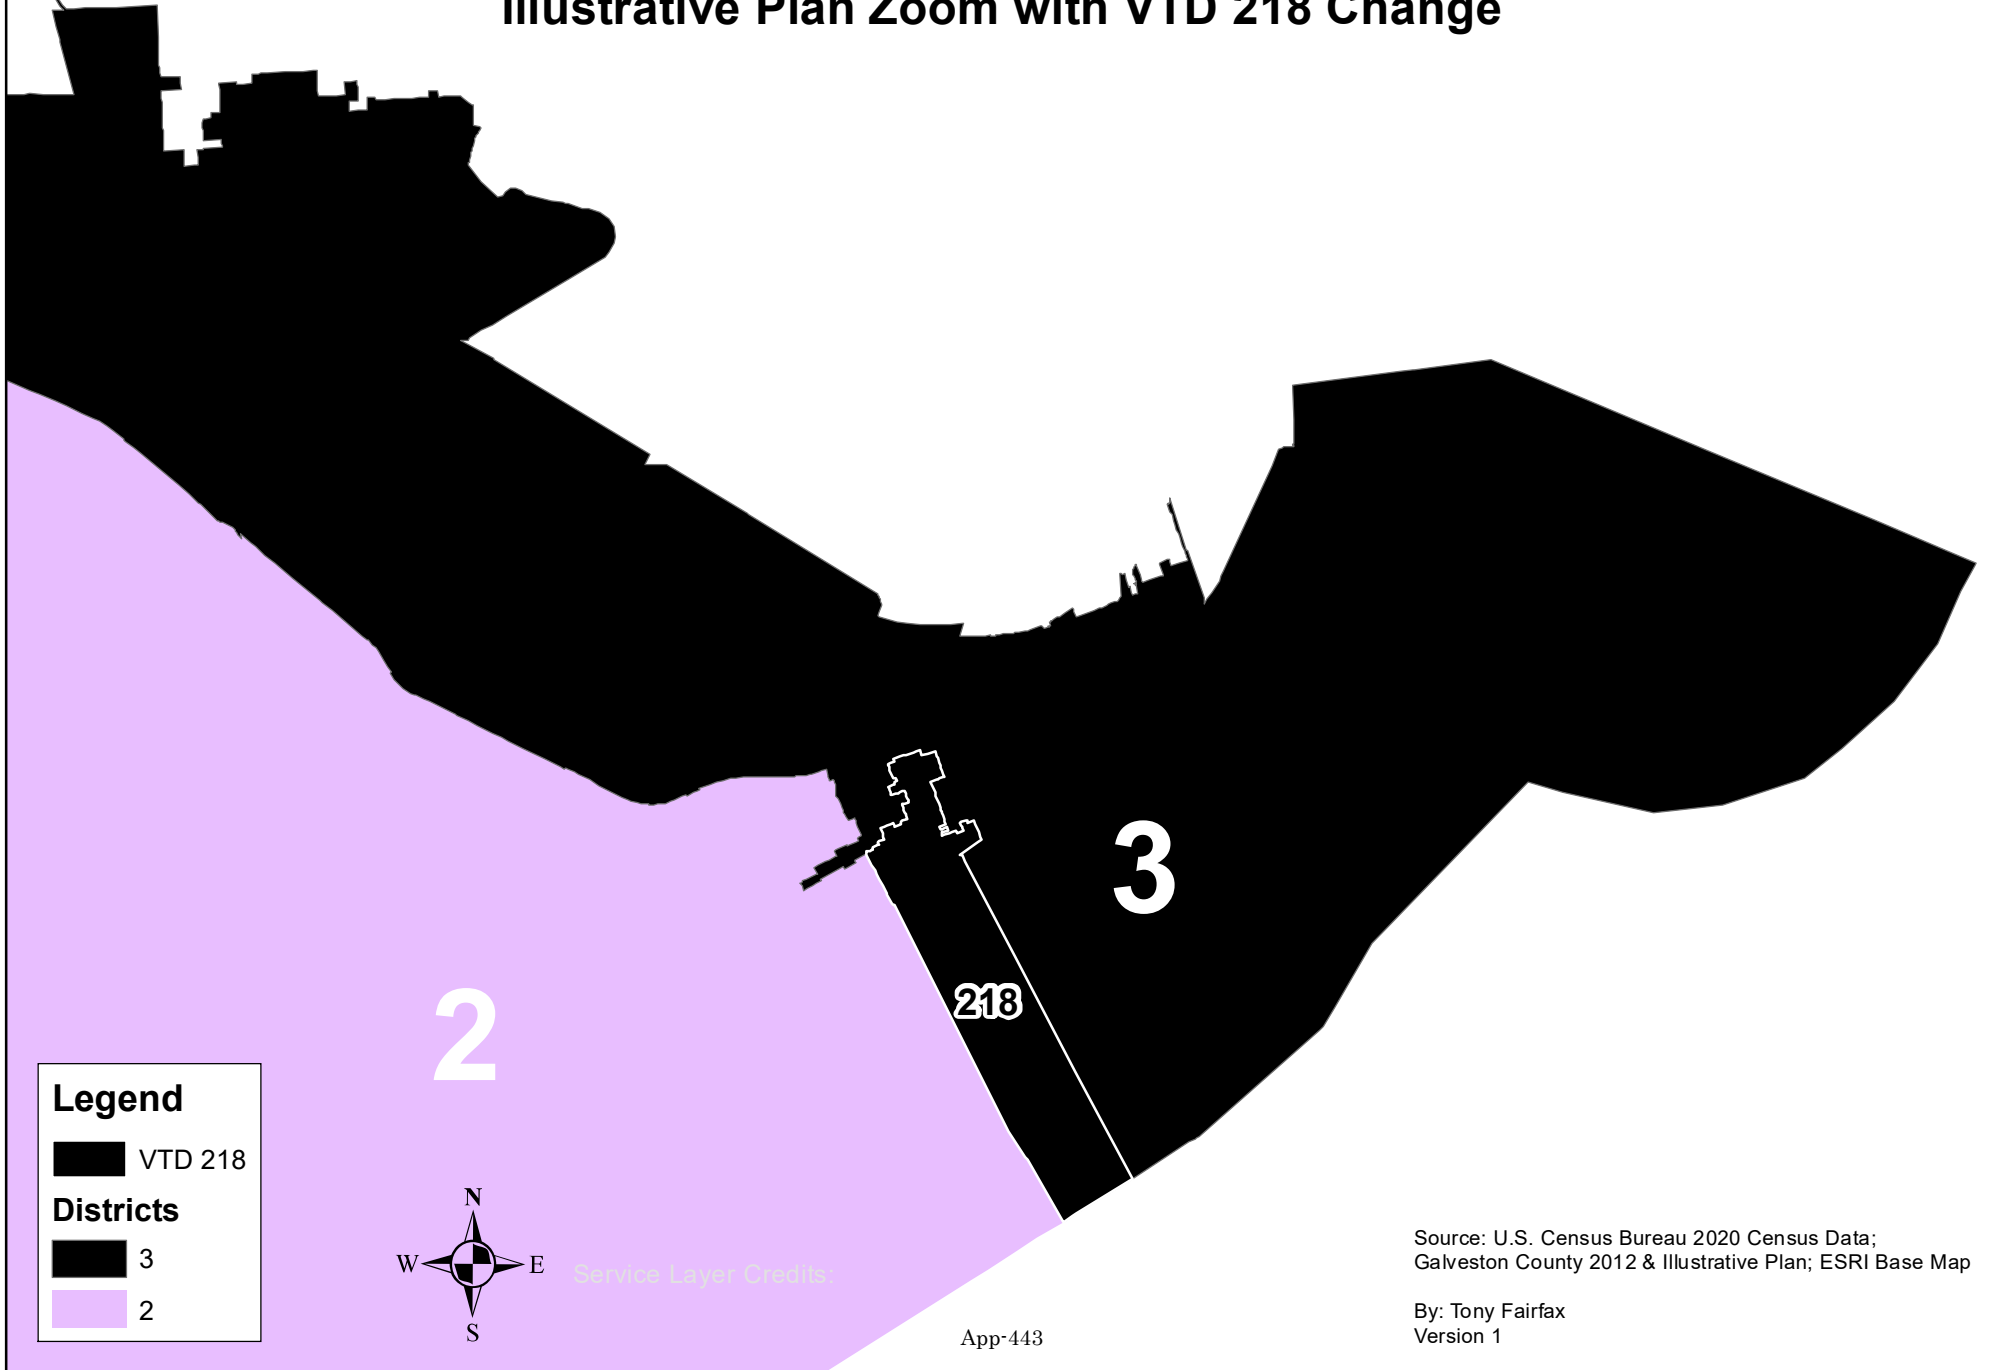 Illustrative Plan Zoom with VTD 218 Change
3
2
218
Legend
VTD 218
Districts
3
2
N
W
E
S
Service Layer Credits:
Source: U.S. Census Bureau 2020 Census Data;
Galveston County 2012 & Illustrative Plan; ESRI Base Map
By: Tony Fairfax
Version 1
App-443